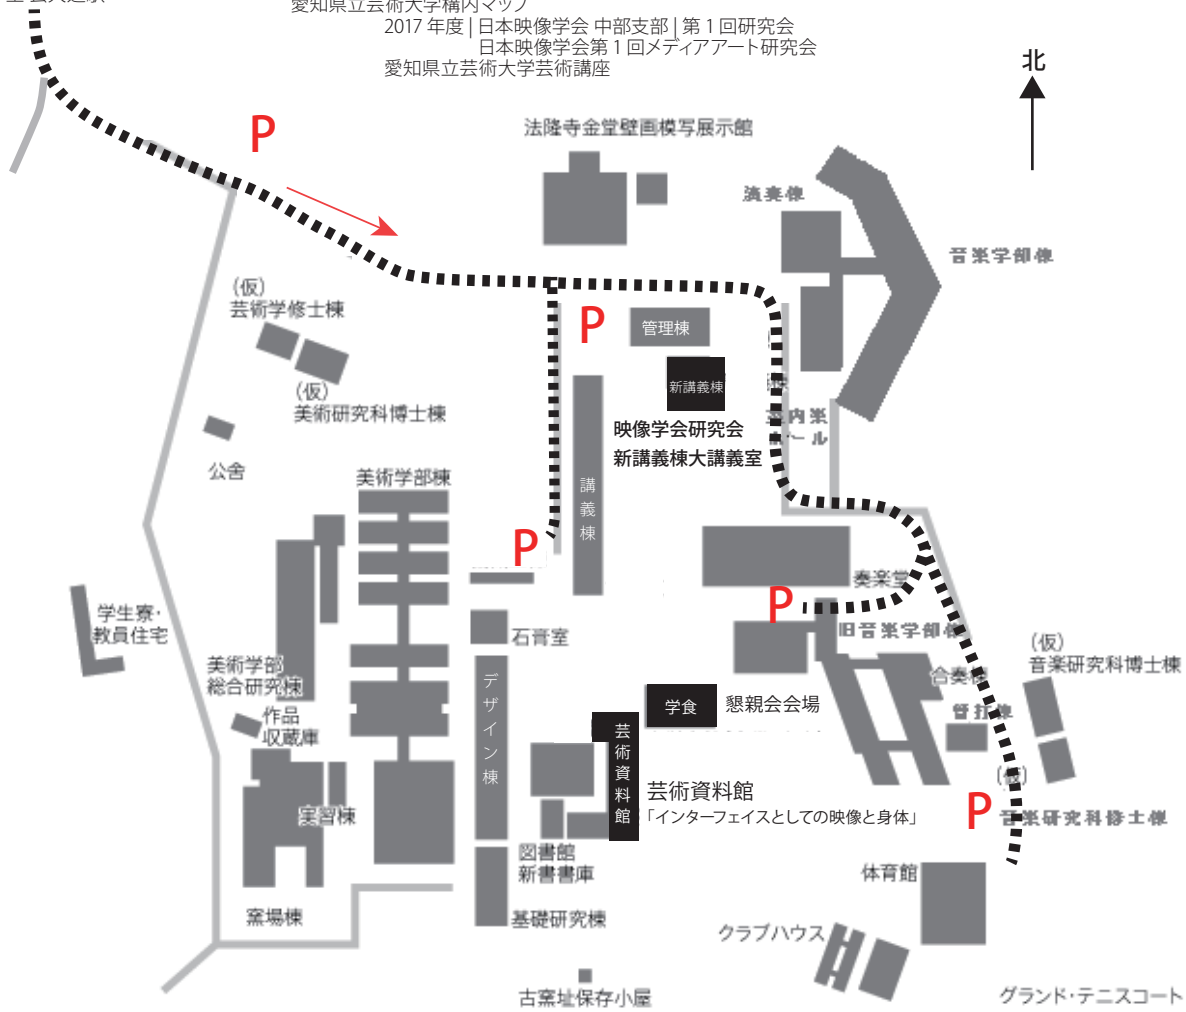 愛知県立芸術大学構内マップ
2017 年度 | 日本映像学会 中部支部 | 第 1 回研究会
日本映像学会第 1 回メディアアート研究会
愛知県立芸術大学芸術講座
北
P
法隆寺金堂壁画模写展示館
演奏棟
音楽学部棟
(仮)
芸術学修士棟
P
管理棟
新講義棟
(仮)
美術研究科博士棟
映像学会研究会
新講義棟大講義室
室内楽
ホール
公舎
美術学部棟
講義棟
P
奏楽堂
P
学生寮・
教員住宅
石膏室
旧音楽学部棟
(仮)
音楽研究科博士棟
美術学部
総合研究棟
合奏棟
デザイン棟
学食
懇親会会場
管打棟
作品
収蔵庫
芸術資料館
(仮)
芸術資料館
「インターフェイスとしての映像と身体」
P
音楽研究科修士棟
実習棟
図書館
新書書庫
体育館
窯場棟
基礎研究棟
クラブハウス
古窯址保存小屋
グランド・テニスコート